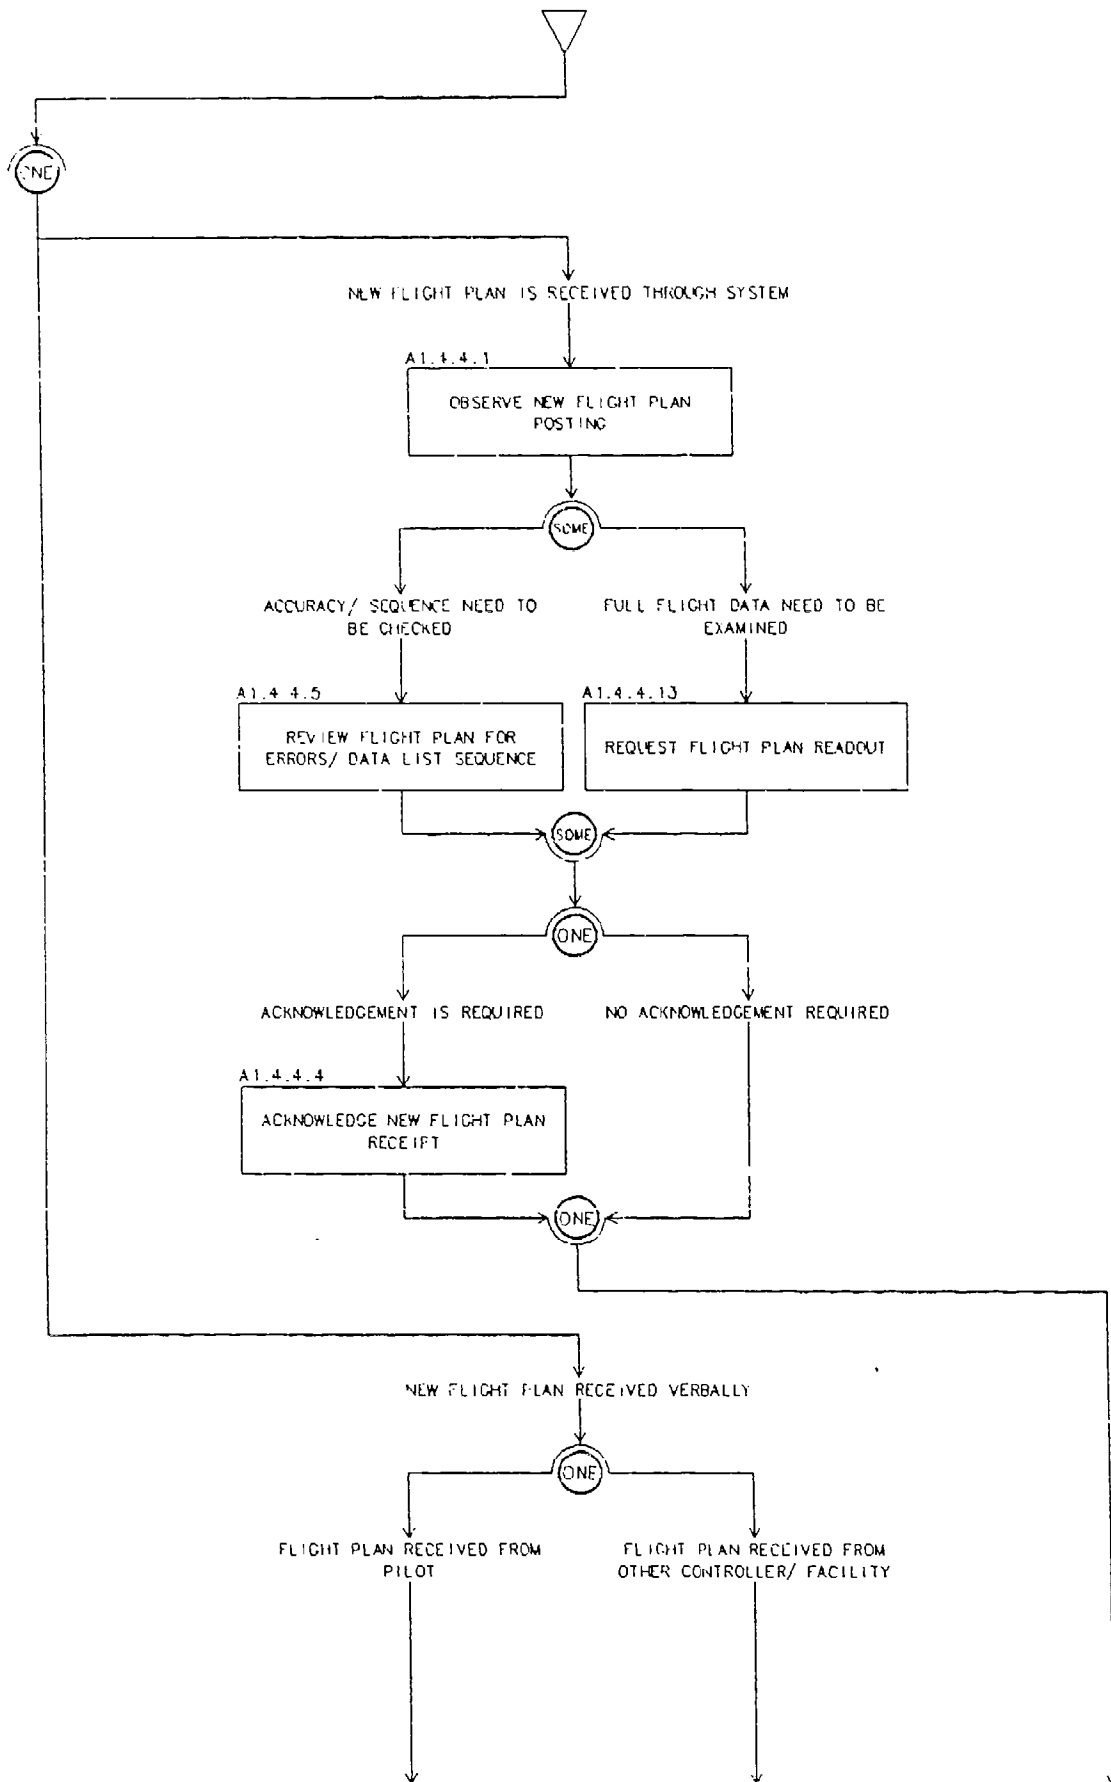 ONE
NEW FLIGHT PLAN IS RECEIVED THROUGH SYSTEM
A1.4.4.1
OBSERVE NEW FLIGHT PLAN
POSTING
SOME
ACCURACY/ SEQUENCE NEED TO
BE CHECKED
FULL FLIGHT DATA NEED TO BE
EXAMINED
A1.4.4.5
REVIEW FLIGHT PLAN FOR
ERRORS/ DATA LIST SEQUENCE
A1.4.4.13
REQUEST FLIGHT PLAN READOUT
SOME
ONE
ACKNOWLEDGEMENT IS REQUIRED
NO ACKNOWLEDGEMENT REQUIRED
A1.4.4.4
ACKNOWLEDGE NEW FLIGHT PLAN
RECEIPT
ONE
NEW FLIGHT PLAN RECEIVED VERBALLY
ONE
FLIGHT PLAN RECEIVED FROM
PILOT
FLIGHT PLAN RECEIVED FROM
OTHER CONTROLLER/ FACILITY